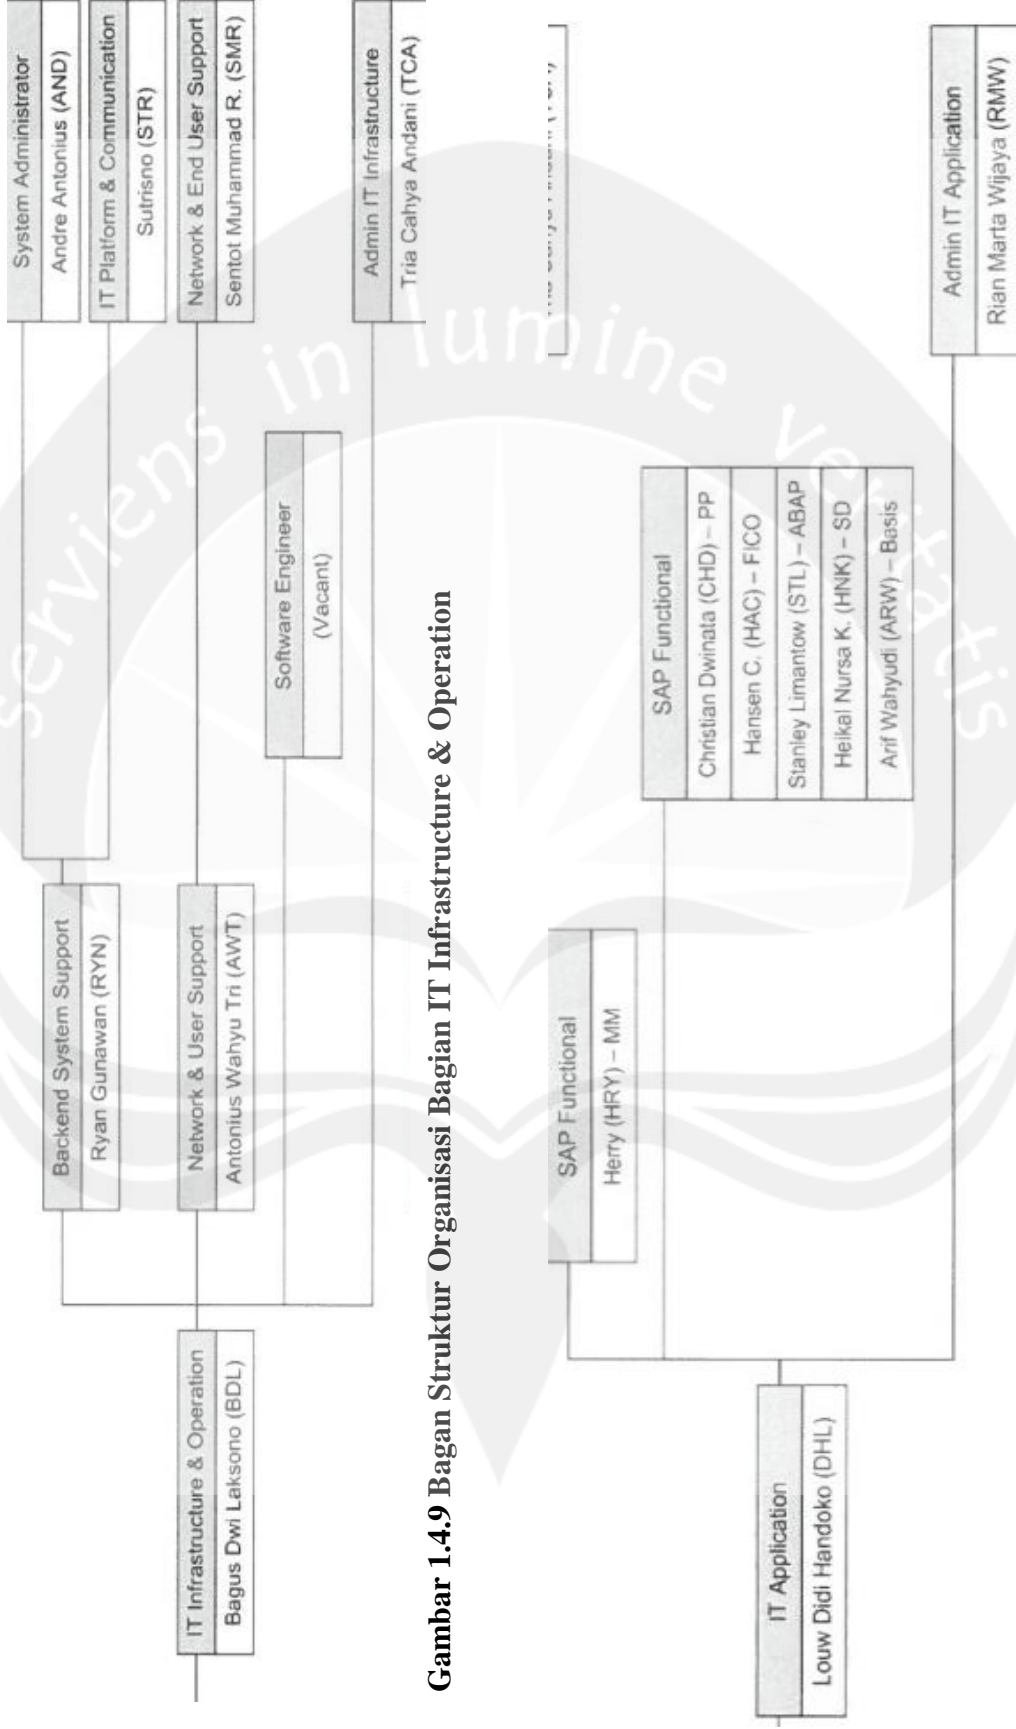 IT Infrastructure & Operation
Bagus Dwi Laksono (BDL)
Backend System Support
Ryan Gunawan (RYN)
Network & User Support
Antonius Wahyu Tri (AWT)
Software Engineer
(Vacant)
System Administrator
Andre Antonius (AND)
IT Platform & Communication
Sutrisno (STR)
Network & End User Support
Sentot Muhammad R. (SMR)
Admin IT Infrastructure
Tria Cahya Andani (TCA)
Gambar 1.4.9 Bagan Struktur Organisasi Bagian IT Infrastructure & Operation
IT Application
Louw Didi Handoko (DHL)
SAP Functional
Herry (HRY) – MM
SAP Functional
Christian Dwinata (CHD) – PP
Hansen C. (HAC) – FICO
Stanley Limantow (STL) – ABAP
Heikal Nursa K. (HNK) – SD
Arif Wahyudi (ARW) – Basis
Admin IT Application
Rian Marta Wijaya (RMW)
serviens in lumine veritatis